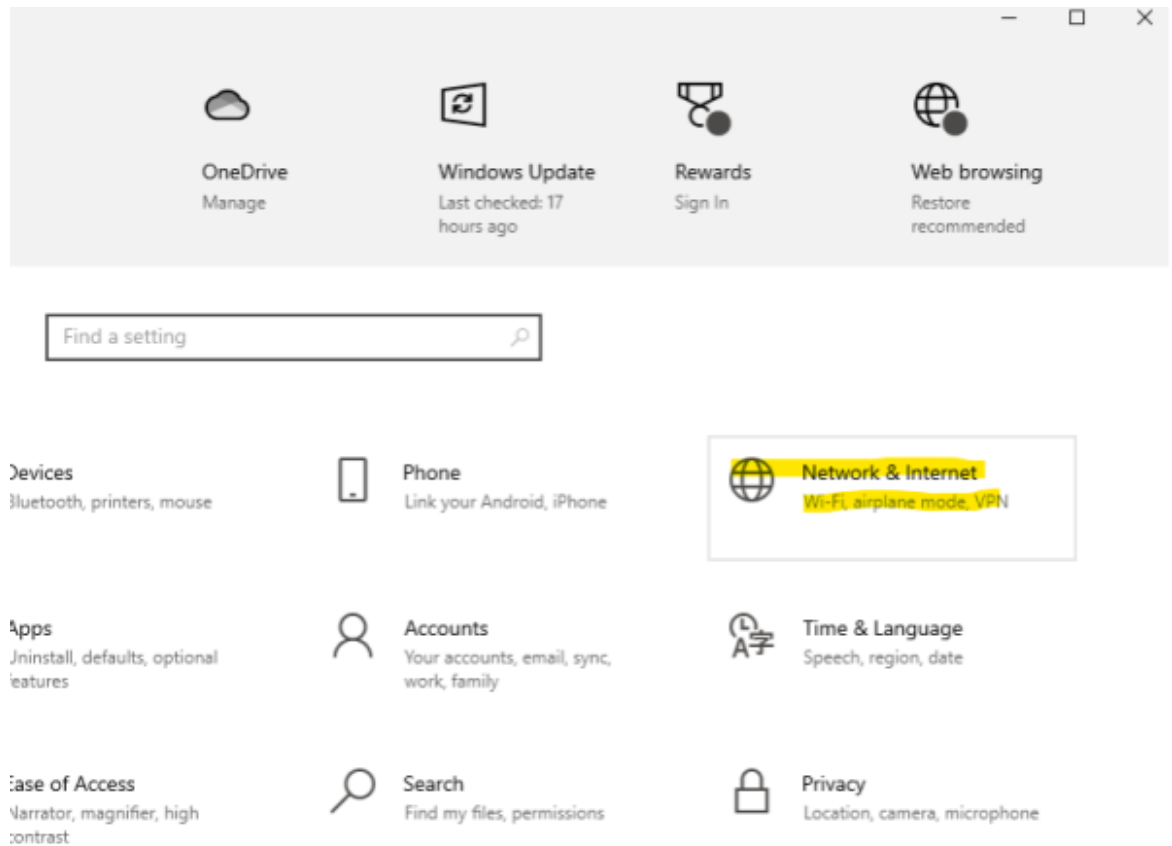 OneDrive
Manage
Windows Update
Last checked: 17
hours ago
Rewards
Sign In
Web browsing
Restore
recommended
Find a setting
Devices
Bluetooth, printers, mouse
Phone
Link your Android, iPhone
Network & Internet
Wi-Fi, airplane mode, VPN
Apps
Uninstall, defaults, optional
features
Accounts
Your accounts, email, sync,
work, family
Time & Language
Speech, region, date
Ease of Access
Narrator, magnifier, high
contrast
Search
Find my files, permissions
Privacy
Location, camera, microphone